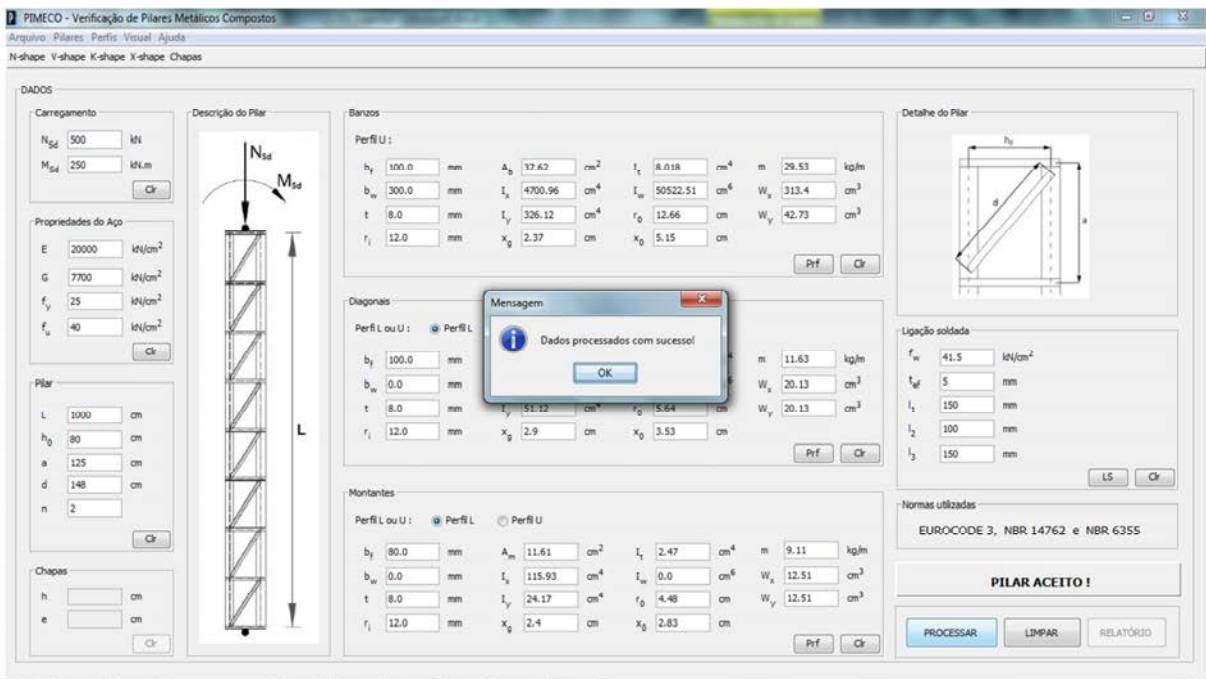 PIMECO - Verificação de Pilares Metálicos Compostos
Arquivo Pilares Perfis Visual Ajuda
N-shape V-shape K-shape X-shape Chapas
DADOS
Carregamento
N_Sd 500 kN
M_Sd 250 kN.m
Clr
Propriedades do Aço
E 20000 kN/cm²
G 7700 kN/cm²
f_y 25 kN/cm²
f_u 40 kN/cm²
Clr
Pilar
L 1000 cm
h_0 80 cm
a 125 cm
d 148 cm
n 2
Clr
Chapas
h cm
e cm
Clr
Descrição do Pilar
N_Sd
M_Sd
L
Banzos
Perfil U :
b_f 100.0 mm A_b 37.62 cm² I_t 8.018 cm⁴ m 29.53 kg/m
b_w 300.0 mm I_x 4700.96 cm⁴ I_w 50522.51 cm⁶ W_x 313.4 cm³
t 8.0 mm I_y 326.12 cm⁴ r_0 12.66 cm W_y 42.73 cm³
r_i 12.0 mm x_g 2.37 cm x_0 5.15 cm
Prf Clr
Diagonais
Perfi L ou U : Perfil L
b_f 100.0 mm m 11.63 kg/m
b_w 0.0 mm W_x 20.13 cm³
t 8.0 mm I_y 51.12 cm⁴ r_0 5.64 cm W_y 20.13 cm³
r_i 12.0 mm x_g 2.9 cm x_0 3.53 cm
Prf Clr
Mensagem
Dados processados com sucesso!
OK
Montantes
Perfil L ou U : Perfil L Perfil U
b_f 80.0 mm A_m 11.61 cm² I_t 2.47 cm⁴ m 9.11 kg/m
b_w 0.0 mm I_x 115.93 cm⁴ I_w 0.0 cm⁶ W_x 12.51 cm³
t 8.0 mm I_y 24.17 cm⁴ r_0 4.48 cm W_y 12.51 cm³
r_i 12.0 mm x_g 2.4 cm x_0 2.83 cm
Prf Clr
Detalhe do Pilar
h_0
d
a
Ligação soldada
f_w 41.5 kN/cm²
t_ef 5 mm
l_1 150 mm
l_2 100 mm
l_3 150 mm
LS Clr
Normas utilizadas
EUROCODE 3, NBR 14762 e NBR 6355
PILAR ACEITO !
PROCESSAR LIMPAR RELATÓRIO